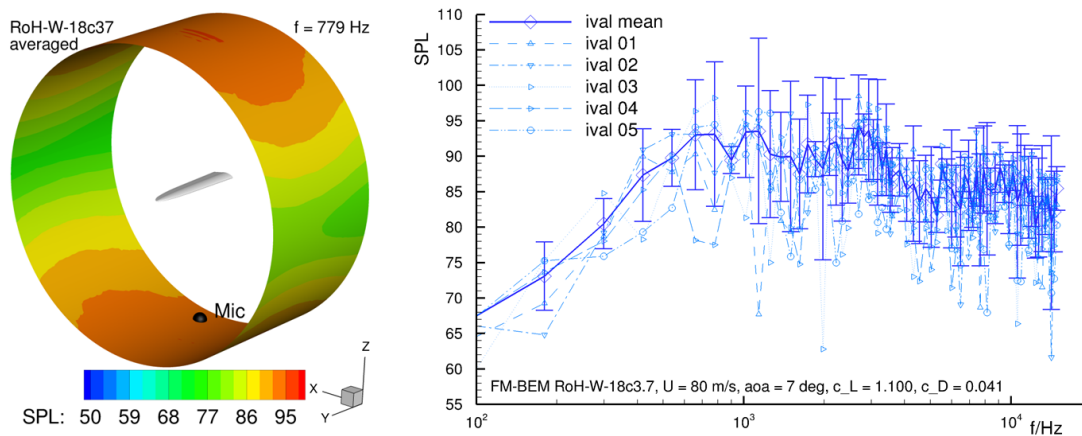 RoH-W-18c37
averaged
f = 779 Hz
Mic
Z
X
Y
SPL: 50 59 68 77 86 95
SPL
110
105
100
95
90
85
80
75
70
65
60
55
ival mean
ival 01
ival 02
ival 03
ival 04
ival 05
FM-BEM RoH-W-18c3.7, U = 80 m/s, aoa = 7 deg, c_L = 1.100, c_D = 0.041
10² 10³ 10⁴
f/Hz